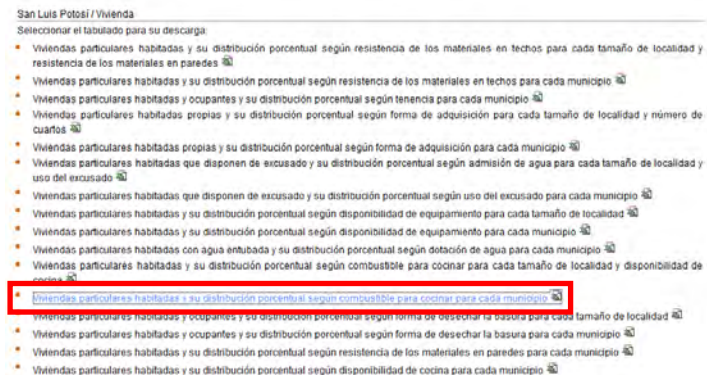 San Luis Potosí / Vivienda
Seleccionar el tabulado para su descarga:
Viviendas particulares habitadas y su distribución porcentual según resistencia de los materiales en techos para cada tamaño de localidad y
resistencia de los materiales en paredes
Viviendas particulares habitadas y su distribución porcentual según resistencia de los materiales en techos para cada municipio
Viviendas particulares habitadas y ocupantes y su distribución porcentual según tenencia para cada municipio
Viviendas particulares habitadas propias y su distribución porcentual según forma de adquisición para cada tamaño de localidad y número de
cuartos
Viviendas particulares habitadas propias y su distribución porcentual según forma de adquisición para cada municipio
Viviendas particulares habitadas que disponen de excusado y su distribución porcentual según admisión de agua para cada tamaño de localidad y
uso del excusado
Viviendas particulares habitadas que disponen de excusado y su distribución porcentual según uso del excusado para cada municipio
Viviendas particulares habitadas y su distribución porcentual según disponibilidad de equipamiento para cada tamaño de localidad
Viviendas particulares habitadas y su distribución porcentual según disponibilidad de equipamiento para cada municipio
Viviendas particulares habitadas con agua entubada y su distribución porcentual según dotación de agua para cada municipio
Viviendas particulares habitadas y su distribución porcentual según combustible para cocinar para cada tamaño de localidad y disponibilidad de
cocina
Viviendas particulares habitadas y su distribución porcentual según combustible para cocinar para cada municipio
Viviendas particulares habitadas y ocupantes y su distribución porcentual según forma de desechar la basura para cada tamaño de localidad
Viviendas particulares habitadas y ocupantes y su distribución porcentual según forma de desechar la basura para cada municipio
Viviendas particulares habitadas y su distribución porcentual según resistencia de los materiales en paredes para cada municipio
Viviendas particulares habitadas y su distribución porcentual según disponibilidad de cocina para cada municipio